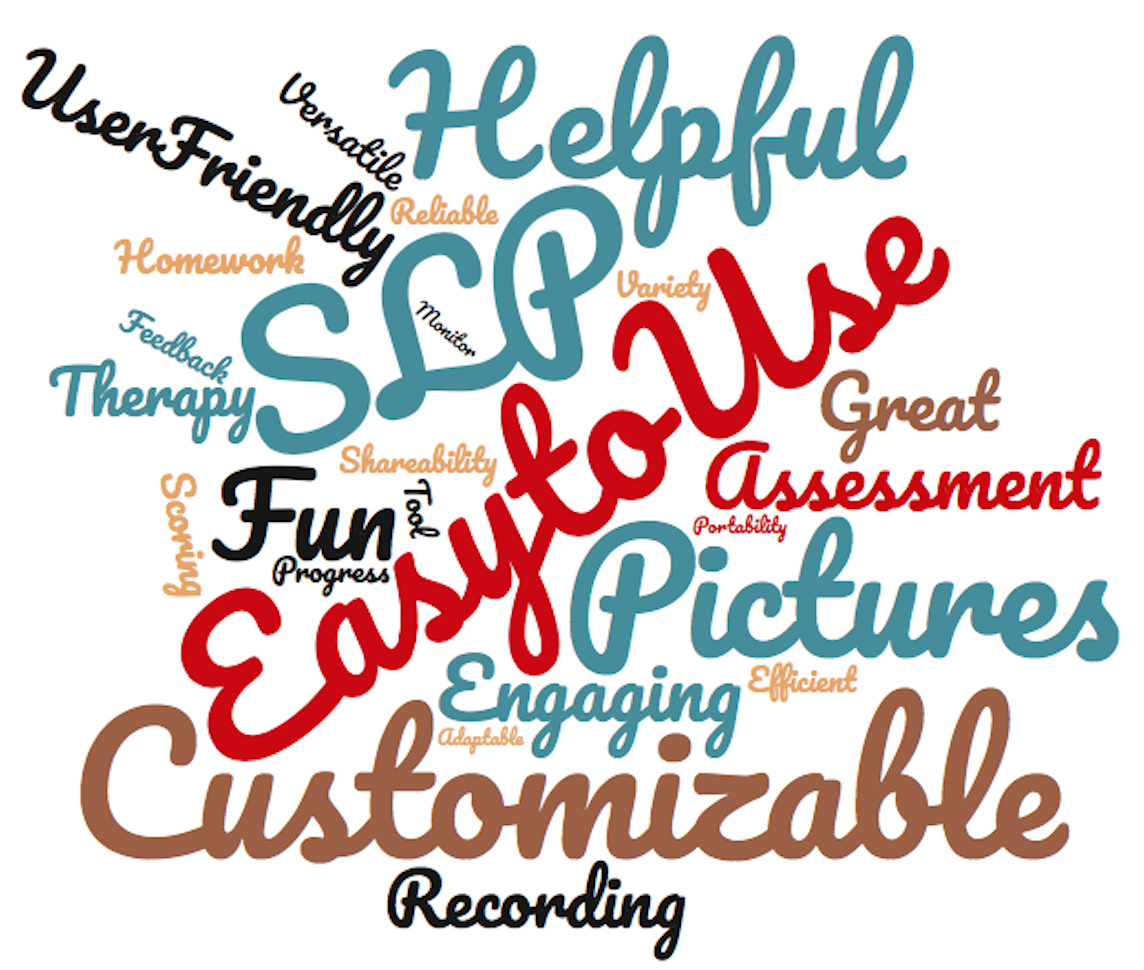 Helpful
UserFriendly
Versatile
Reliable
SLP
Homework
Monitor
Variety
EasytoUse
Feedback
Therapy
Great
Shareability
Assessment
Scoring
Fun
Tool
Portability
Progress
Pictures
Engaging
Efficient
Adaptable
Customizable
Recording